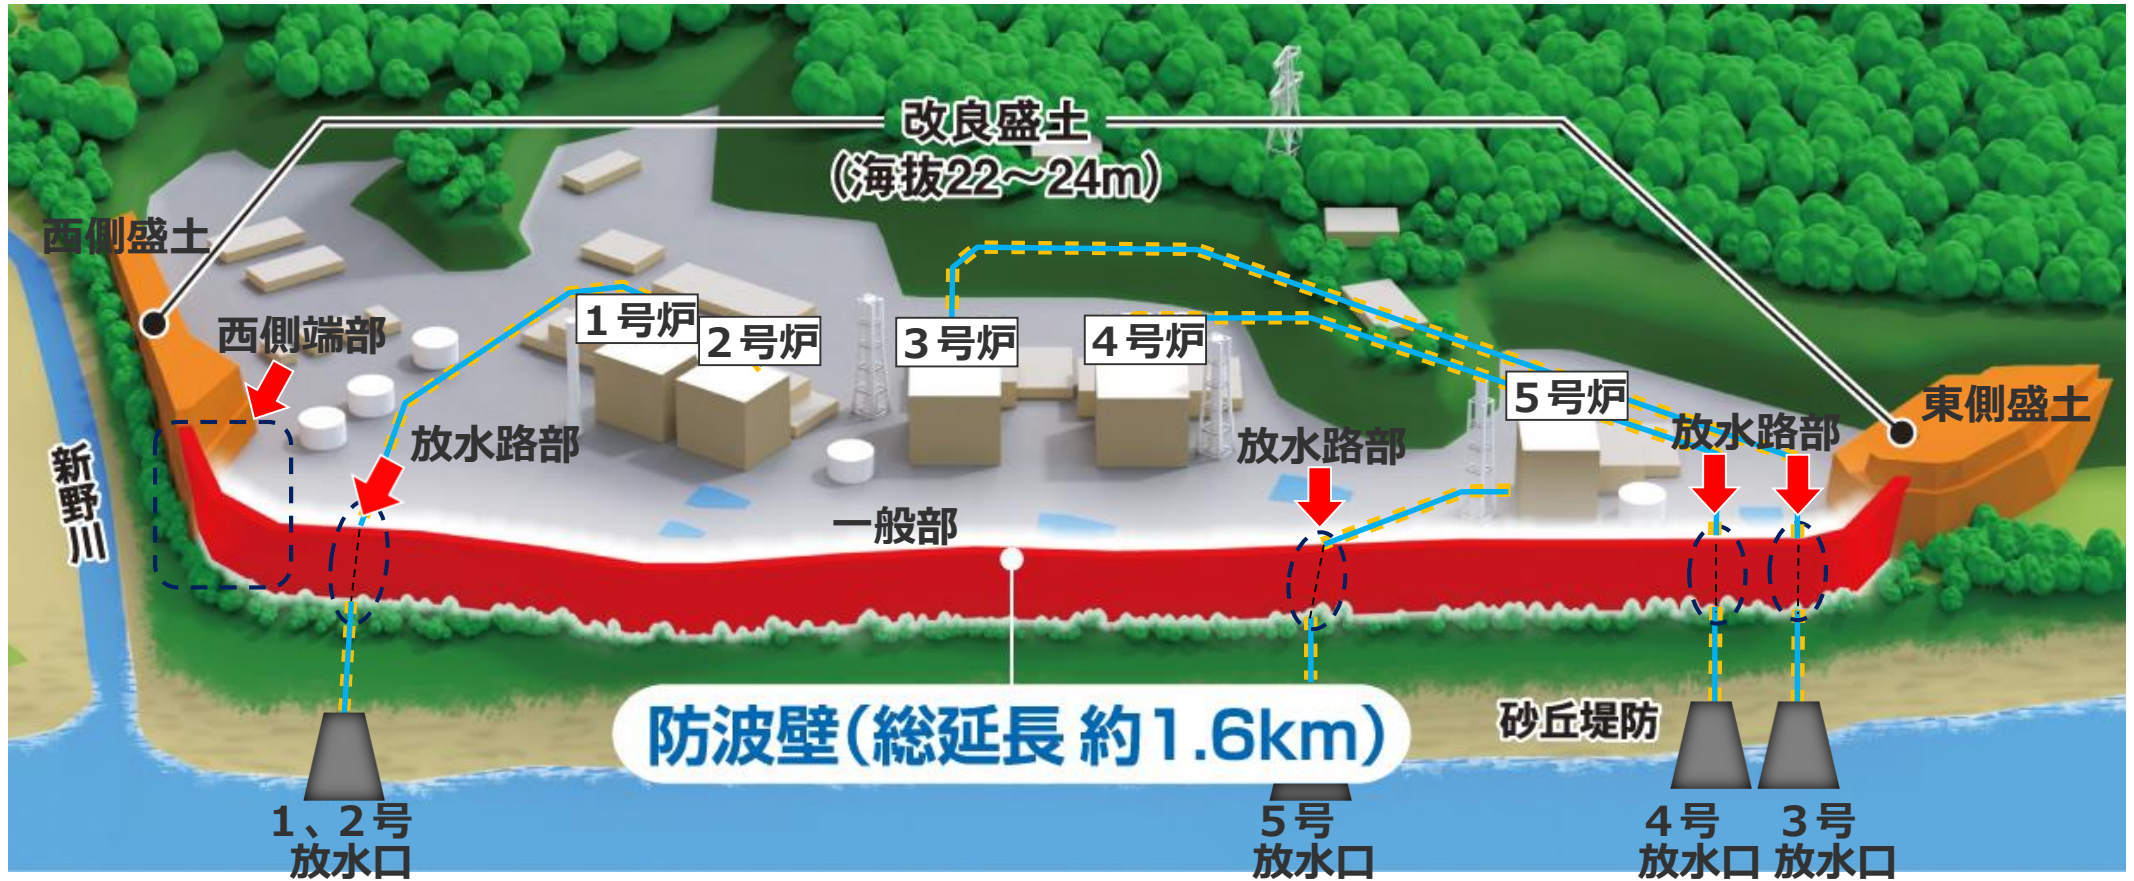 改良盛土
（海抜22～24m）
西側盛土
西側端部
１号炉
２号炉
３号炉
４号炉
５号炉
東側盛土
放水路部
放水路部
放水路部
新野川
一般部
防波壁（総延長 約1.6km）
砂丘堤防
１、２号
放水口
５号
放水口
４号
放水口
３号
放水口